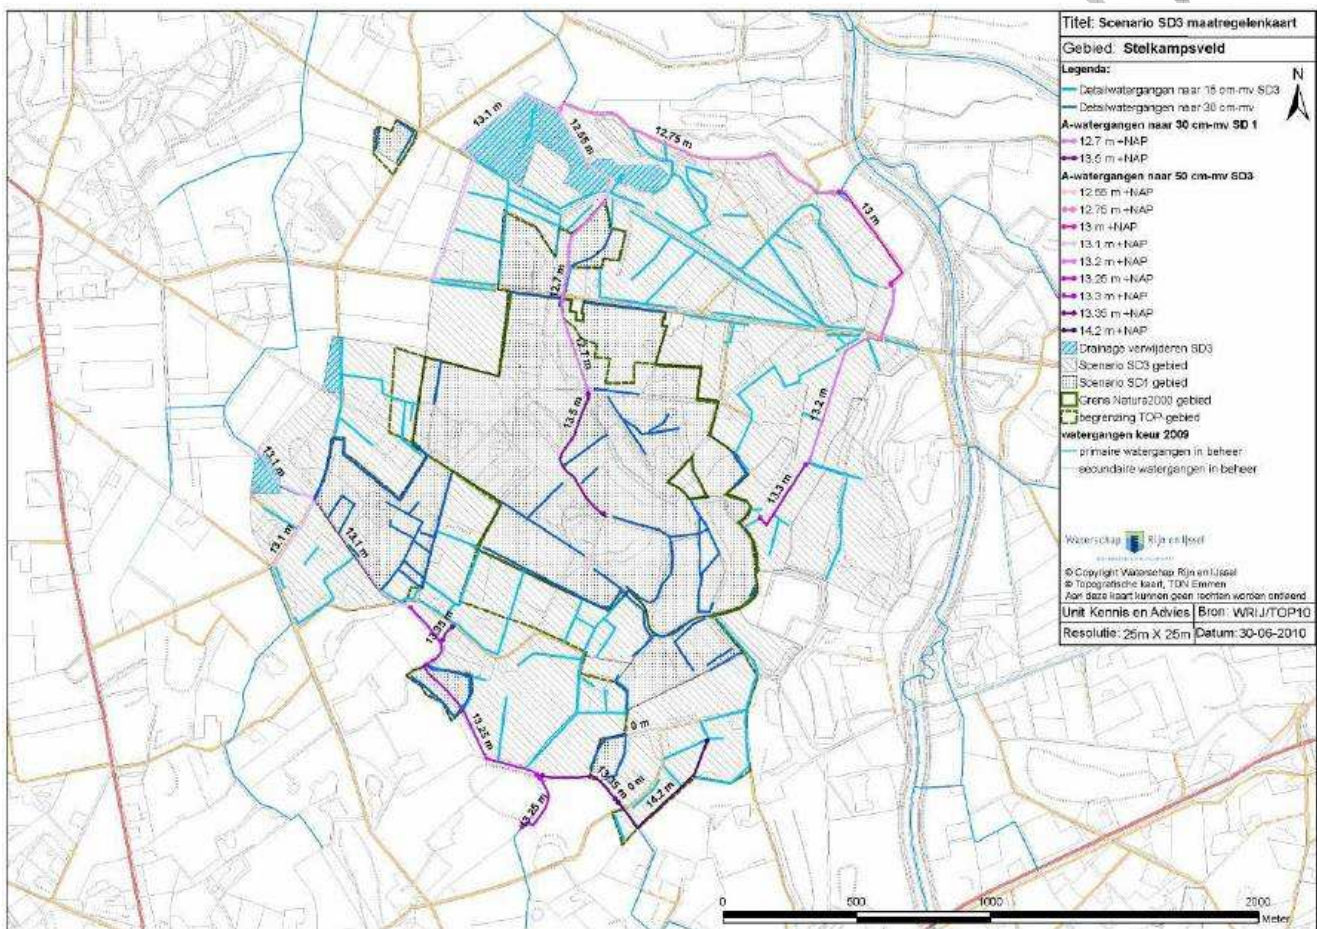 Titel: Scenario SD3 maatregelenkaart
Gebied: Stelkampsveld
Legenda:
N
Detailwatergangen naar 15 cm-mv SD3
Detailwatergangen naar 30 cm-mv
A-watergangen naar 30 cm-mv SD 1
12.7 m +NAP
13.5 m +NAP
A-watergangen naar 50 cm-mv SD3
12.55 m +NAP
12.75 m +NAP
13 m +NAP
13.1 m +NAP
13.2 m +NAP
13.25 m +NAP
13.3 m +NAP
13.35 m +NAP
14.2 m +NAP
Drainage verwijderen SD3
Scenario SD3 gebied
Scenario SD1 gebied
Grens Natura2000 gebied
begrenzing TOP-gebied
watergangen keur 2009
primaire watergangen in beheer
secundaire watergangen in beheer
Waterschap Rijn en IJssel
© Copyright Waterschap Rijn en IJssel
© Topografische kaart, TDN Emmen
Aan deze kaart kunnen geen rechten worden ontleend
Unit Kennis en Advies
Bron: WRIJ/TOP10
Resolutie: 25m X 25m
Datum: 30-06-2010
13.1 m
12.55 m
12.75 m
13 m
12.7 m
12.7 m
13.5 m
13.2 m
13.3 m
13.1 m
13.1 m
13.1 m
13.35 m
13.25 m
13.25 m
0 m
0 m
13.35 m
14.2 m
0 500 1000 2000
Meter